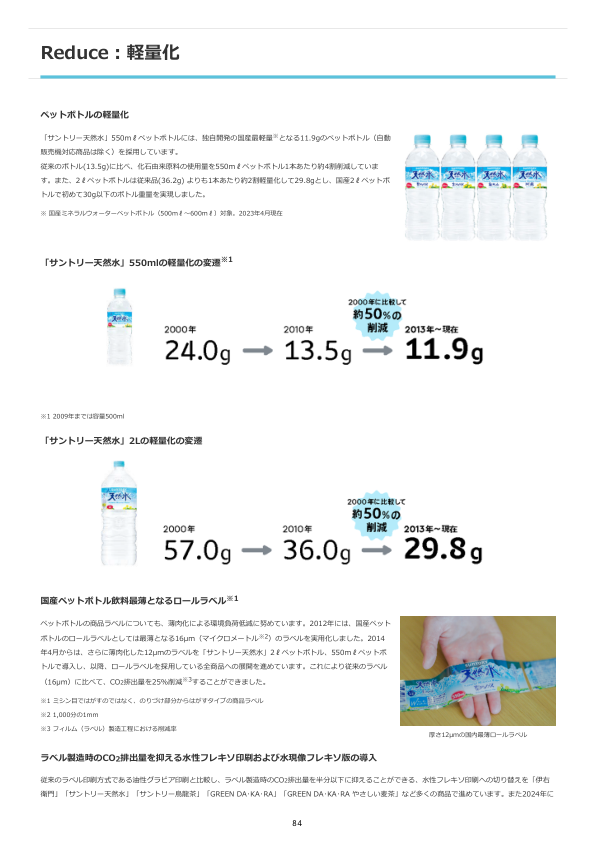 Reduce：軽量化
ペットボトルの軽量化
「サントリー天然水」550mℓペットボトルには、独自開発の国産最軽量※となる11.9gのペットボトル（自動
販売機対応商品は除く）を採用しています。
従来のボトル(13.5g)に比べ、化石由来原料の使用量を550mℓペットボトル1本あたり約4割削減していま
す。また、2ℓペットボトルは従来品(36.2g) よりも1本あたり約2割軽量化して29.8gとし、国産2ℓペットボ
トルで初めて30g以下のボトル重量を実現しました。
※ 国産ミネラルウォーターペットボトル（500mℓ～600mℓ）対象。2023年4月現在
天然水 天然水 天然水 天然水
「サントリー天然水」550mlの軽量化の変遷※1
2000年に比較して
約50%の
削減
天然水
2000年
24.0g
2010年
13.5g
2013年～現在
11.9g
※1 2009年までは容量500ml
「サントリー天然水」2Lの軽量化の変遷
2000年に比較して
約50%の
削減
天然水
2000年
57.0g
2010年
36.0g
2013年～現在
29.8g
国産ペットボトル飲料最薄となるロールラベル※1
ペットボトルの商品ラベルについても、薄肉化による環境負荷低減に努めています。2012年には、国産ペット
ボトルのロールラベルとしては最薄となる16μm（マイクロメートル※2）のラベルを実用化しました。2014
年4月からは、さらに薄肉化した12μmのラベルを「サントリー天然水」2ℓペットボトル、550mℓペットボ
トルで導入し、以降、ロールラベルを採用している全商品への展開を進めています。これにより従来のラベル
（16μm）に比べて、CO2排出量を25%削減※3することができました。
※1 ミシン目ではがすのではなく、のりづけ部分からはがすタイプの商品ラベル
※2 1,000分の1mm
※3 フィルム（ラベル）製造工程における削減率
厚さ12μmの国内最薄ロールラベル
ラベル製造時のCO2排出量を抑える水性フレキソ印刷および水現像フレキソ版の導入
従来のラベル印刷方式である油性グラビア印刷と比較し、ラベル製造時のCO2排出量を半分以下に抑えることができる、水性フレキソ印刷への切り替えを「伊右
衛門」「サントリー天然水」「サントリー烏龍茶」「GREEN DA･KA･RA」「GREEN DA･KA･RA やさしい麦茶」など多くの商品で進めています。また2024年に
84